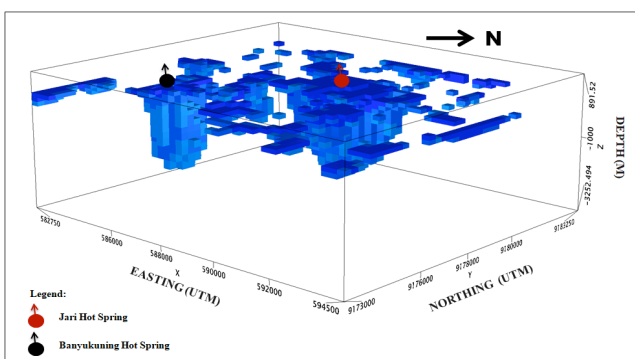 N
891.52
-1000
Z
-3252.494
DEPTH (M)
582750
586000
588000
X
590000
592000
594500
EASTING (UTM)
9173000
9176000
9178000
Y
9180000
9183250
NORTHING (UTM)
Legend:
Jari Hot Spring
Banyukuning Hot Spring